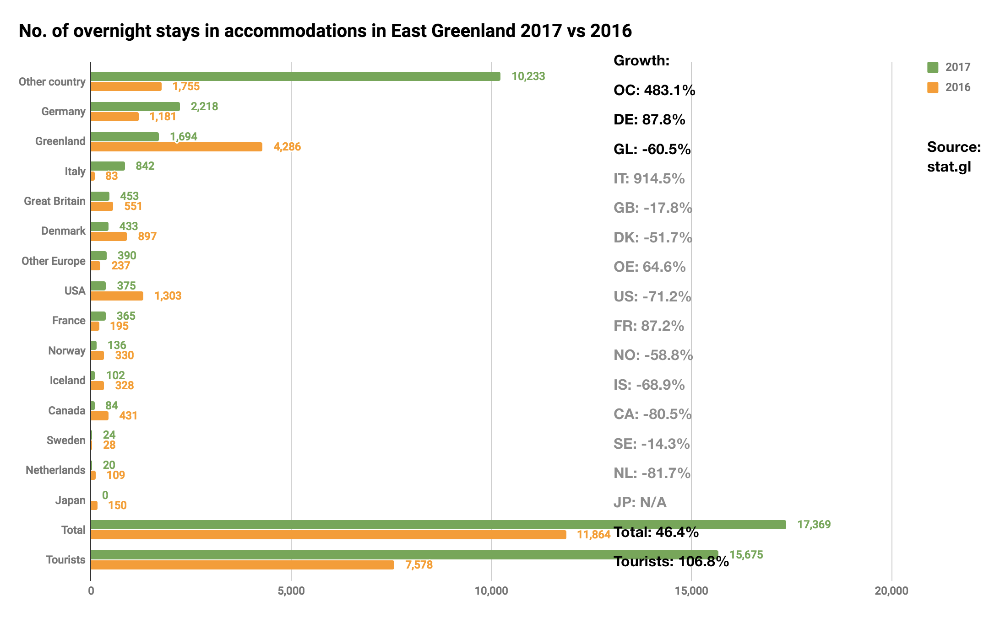 No. of overnight stays in accommodations in East Greenland 2017 vs 2016
Growth:
2017
2016
Other country
10,233
1,755
OC: 483.1%
Germany
2,218
1,181
DE: 87.8%
Greenland
1,694
4,286
GL: -60.5%
Source:
stat.gl
Italy
842
83
IT: 914.5%
Great Britain
453
551
GB: -17.8%
Denmark
433
897
DK: -51.7%
Other Europe
390
237
OE: 64.6%
USA
375
1,303
US: -71.2%
France
365
195
FR: 87.2%
Norway
136
330
NO: -58.8%
Iceland
102
328
IS: -68.9%
Canada
84
431
CA: -80.5%
Sweden
24
28
SE: -14.3%
Netherlands
20
109
NL: -81.7%
Japan
0
150
JP: N/A
Total
17,369
11,864
Total: 46.4%
Tourists
15,675
7,578
Tourists: 106.8%
0
5,000
10,000
15,000
20,000